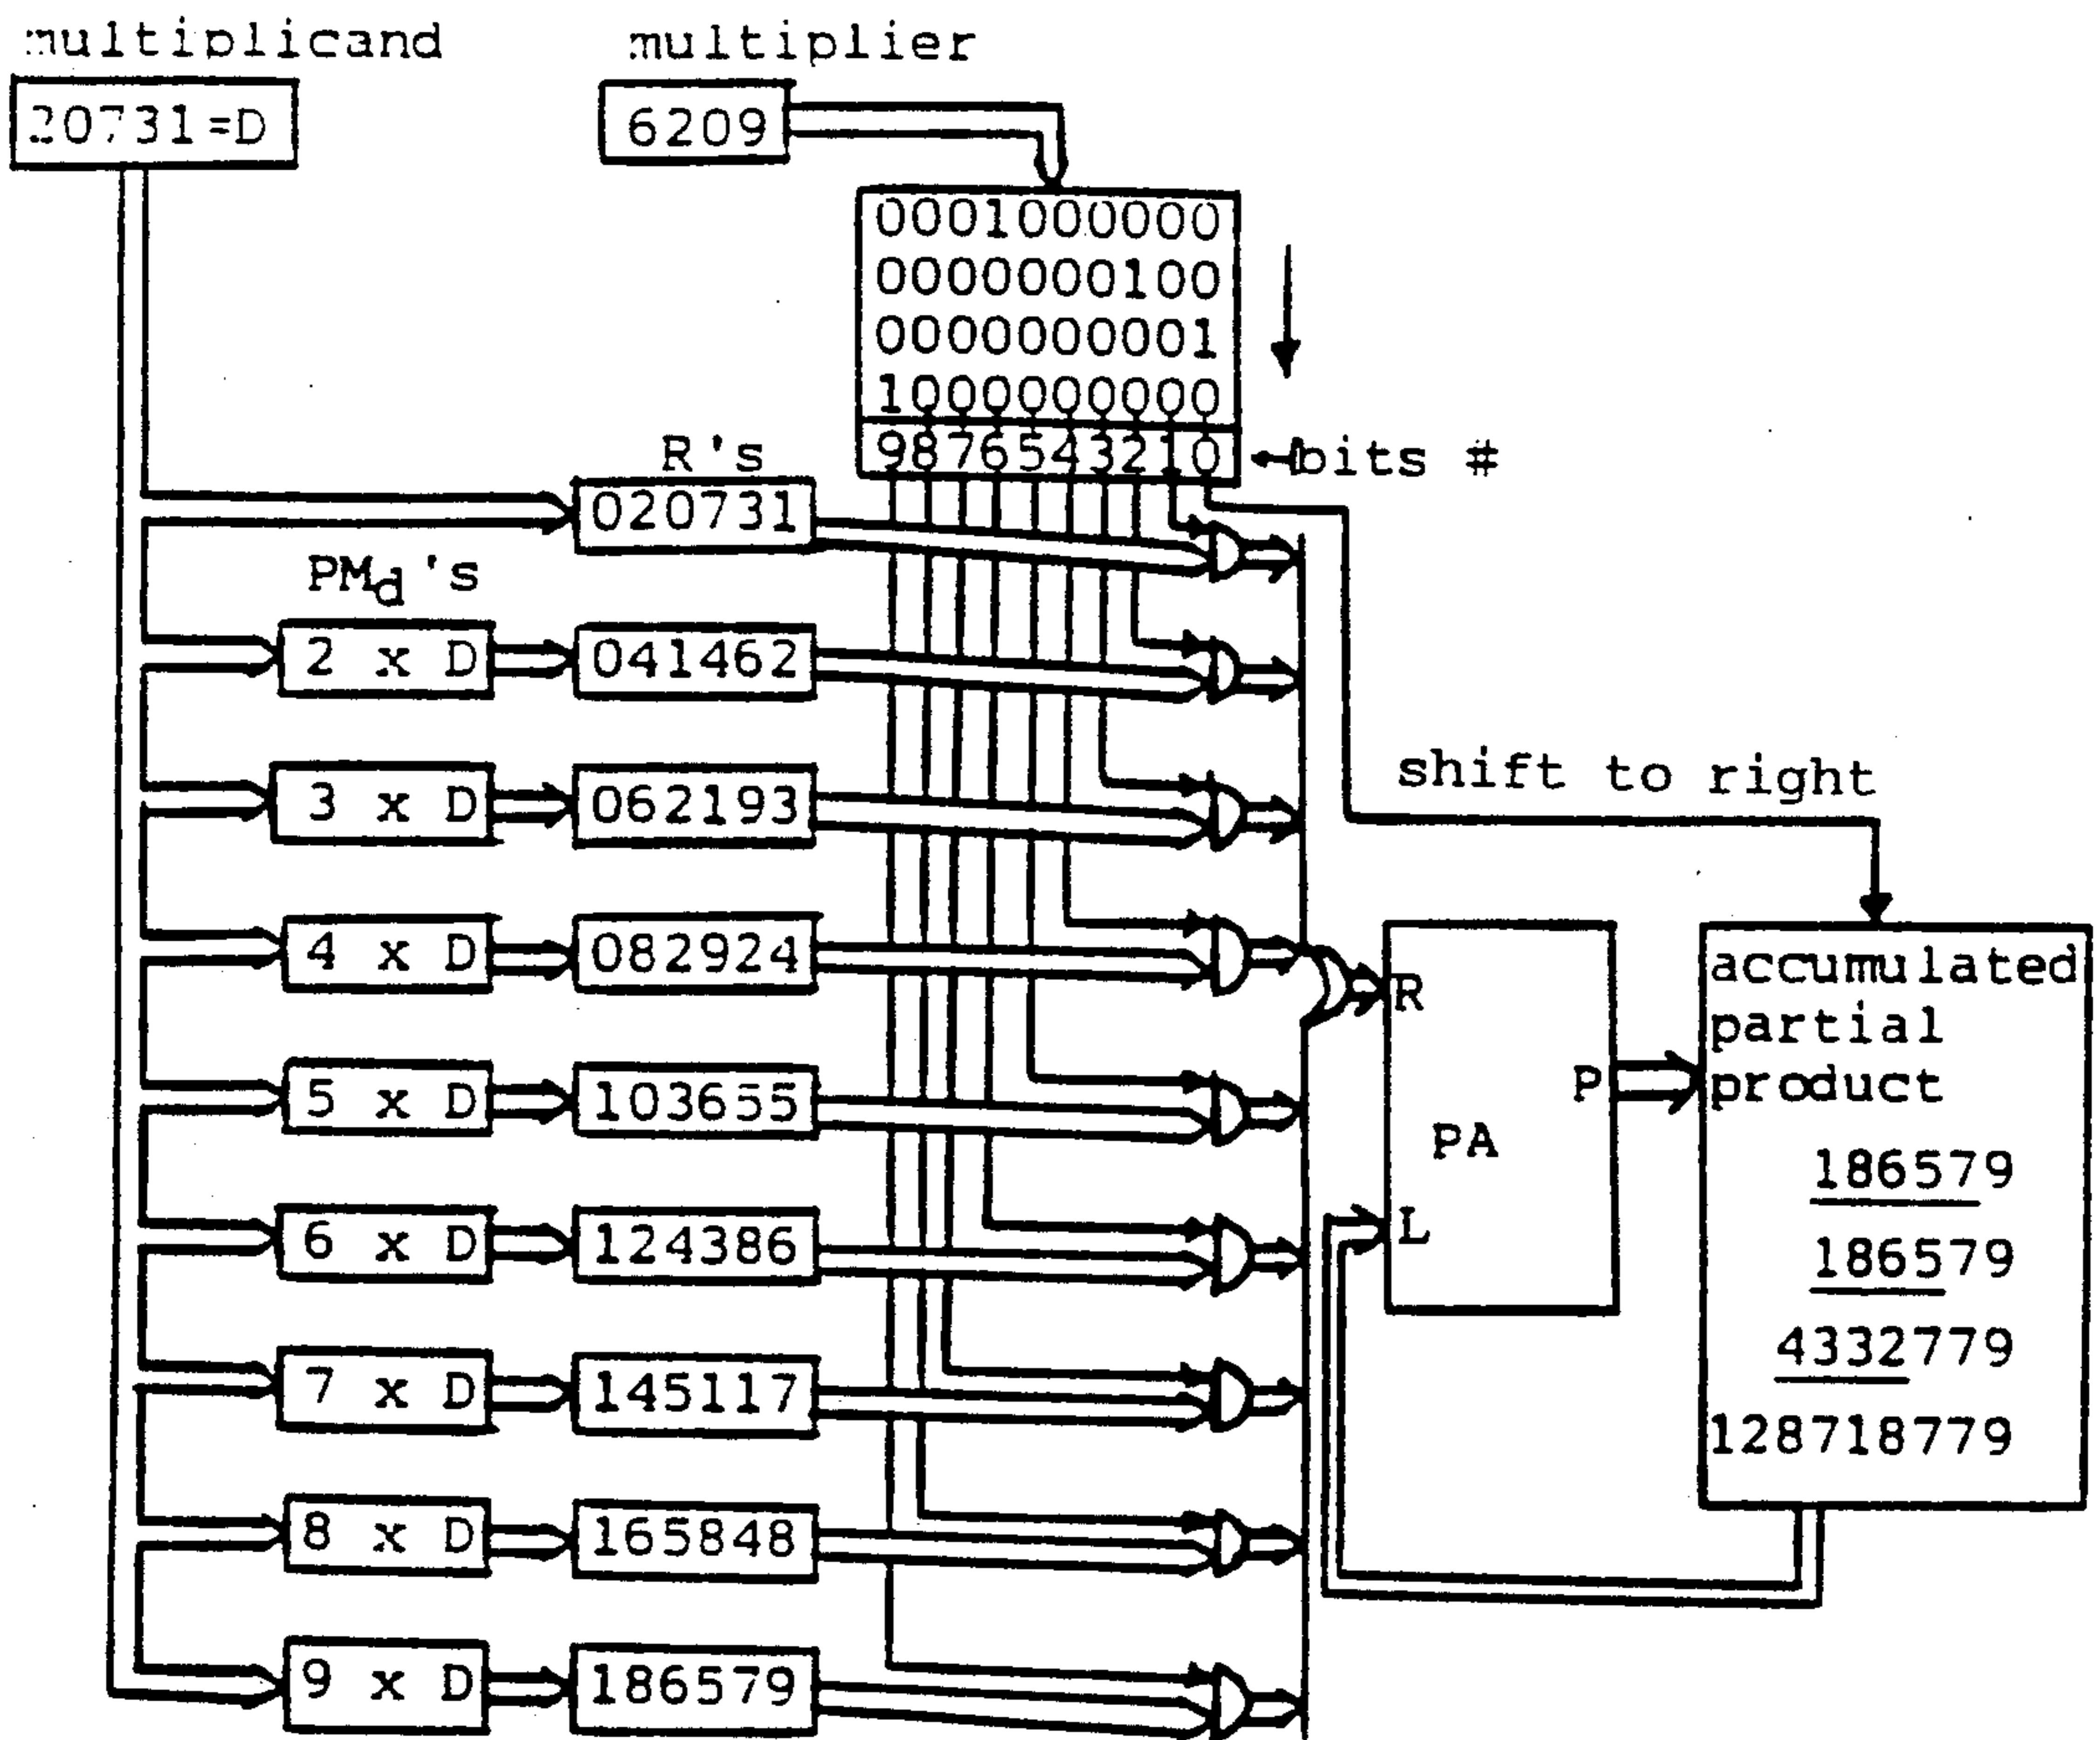 multiplicand
multiplier
20731=D
6209
0001000000
0000000100
0000000001
1000000000
9876543210
bits #
R's
020731
PMd's
2 x D
041462
3 x D
062193
shift to right
4 x D
082924
R
accumulated
partial
product
P
5 x D
103655
PA
186579
6 x D
124386
L
186579
4332779
7 x D
145117
128718779
8 x D
165848
9 x D
186579